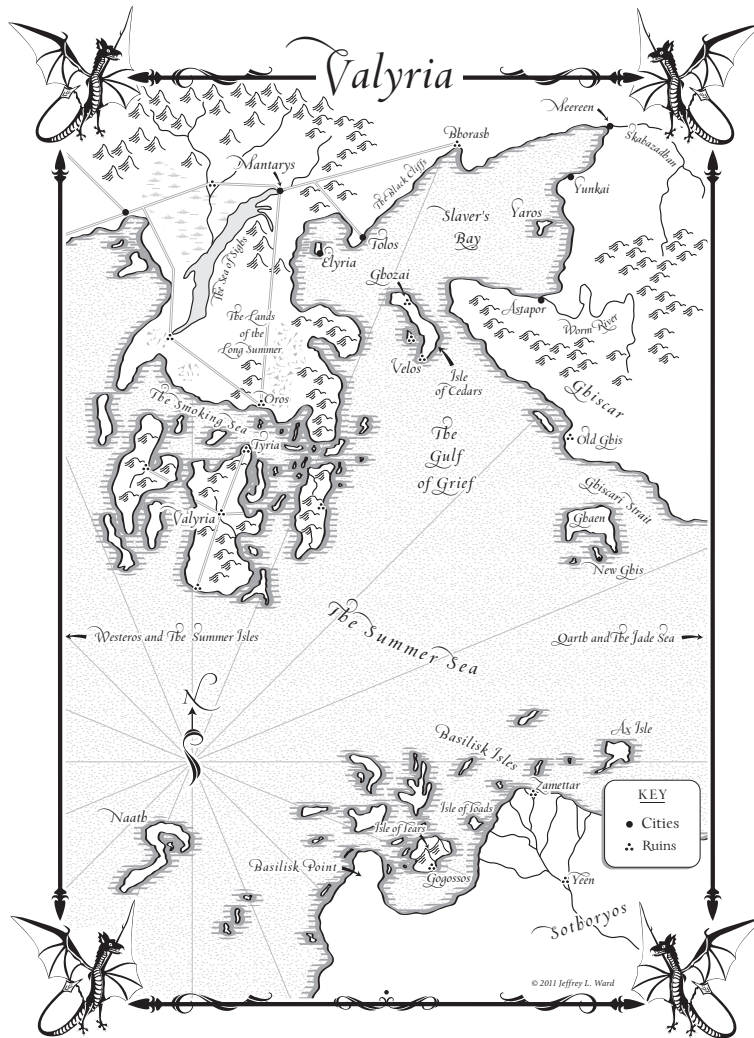 Valyria
Meereen
Bhorash
Skahazadhan
Mantarys
The Black Cliffs
Yunkai
Slaver's
Bay
Yaros
Tolos
Elyria
The Sea of Sighs
Ghozai
Astapor
Worm River
The Lands
of the
Long Summer
Velos
Isle
of Cedars
Ghiscar
Oros
The Smoking Sea
Tyria
The
Gulf
of Grief
Old Ghis
Ghiscari Strait
Valyria
Ghaen
New Ghis
Westeros and The Summer Isles
The Summer Sea
Qarth and The Jade Sea
N
Basilisk Isles
Ax Isle
Zamettar
KEY
Cities
Ruins
Naath
Isle of Toads
Isle of Tears
Basilisk Point
Gogossos
Yeen
Sothoryos
© 2011 Jeffrey L. Ward